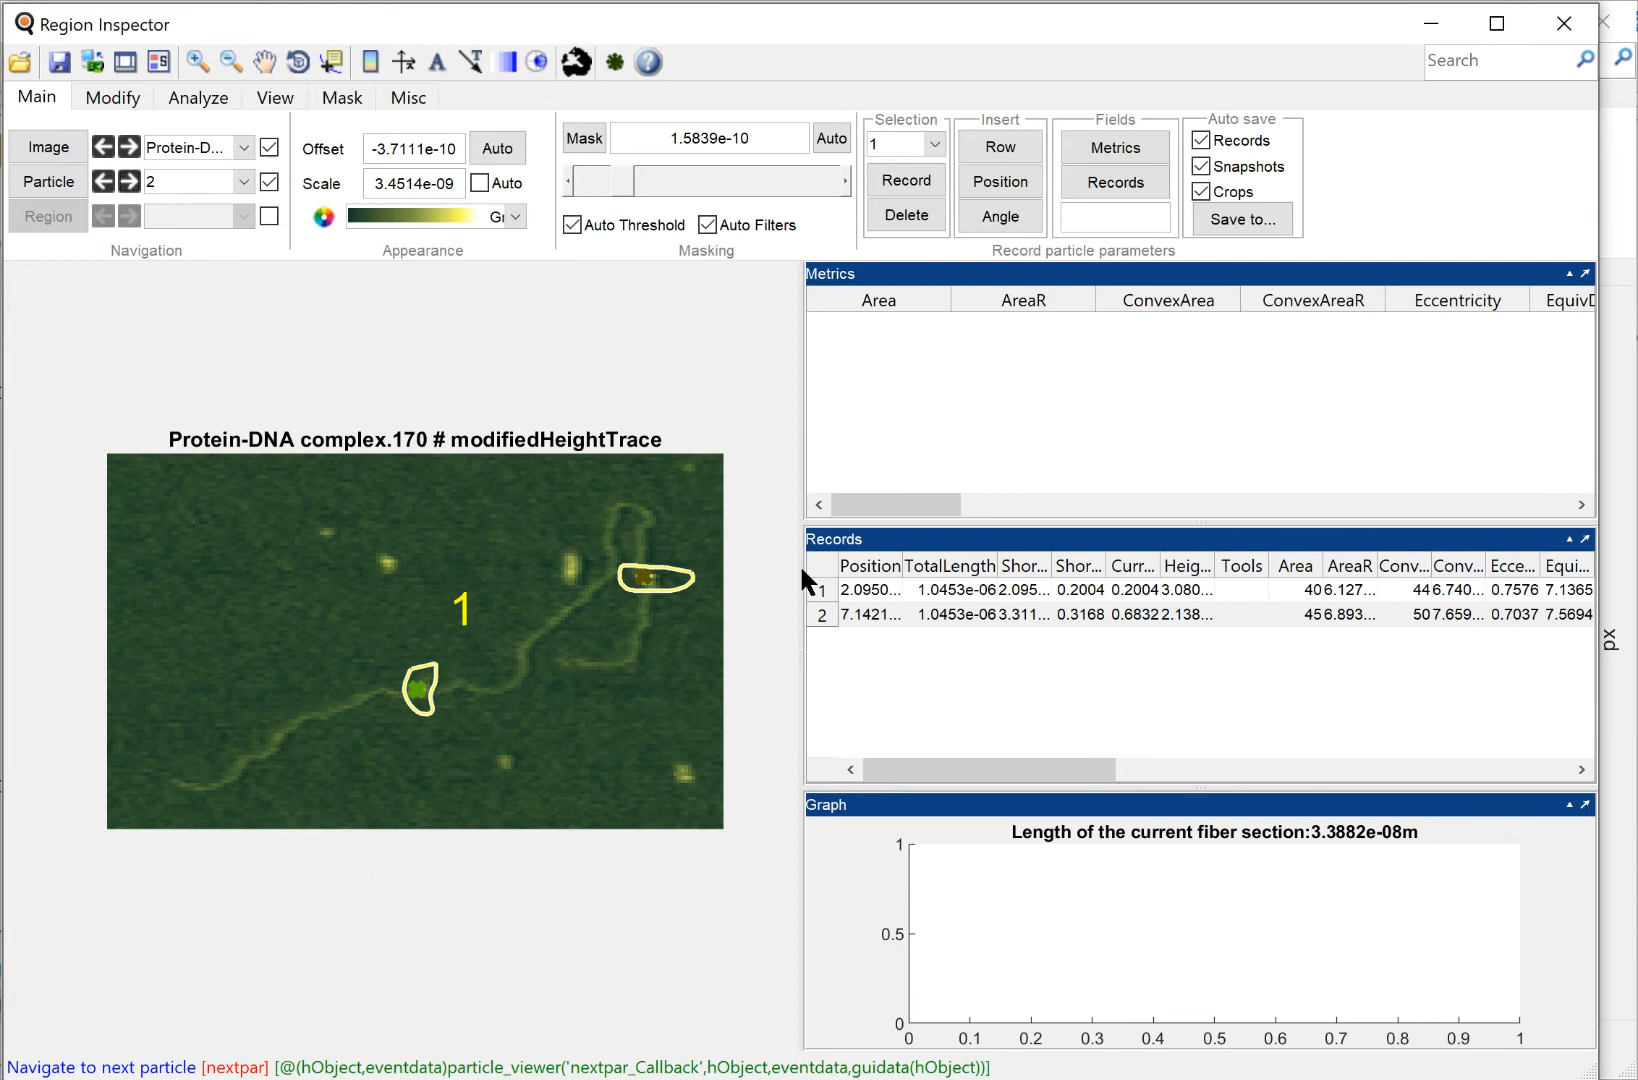 Region Inspector
Search
Main Modify Analyze View Mask Misc
Image Protein-D...
Particle 2
Region
Navigation
Offset -3.7111e-10 Auto
Scale 3.4514e-09 Auto
Appearance
Mask 1.5839e-10 Auto
Auto Threshold Auto Filters
Masking
Selection
1
Record
Delete
Insert
Row
Position
Angle
Fields
Metrics
Records
Auto save
Records
Snapshots
Crops
Save to...
Record particle parameters
Protein-DNA complex.170 # modifiedHeightTrace
1
Metrics
Area AreaR ConvexArea ConvexAreaR Eccentricity
Records
Position TotalLength Shor... Shor... Curr... Heig... Tools Area AreaR Conv... Conv... Ecce... Equi...
1 2.0950... 1.0453e-06 2.095... 0.2004 0.2004 3.080... 40 6.127... 44 6.740... 0.7576 7.1365
2 7.1421... 1.0453e-06 3.311... 0.3168 0.6832 2.138... 45 6.893... 50 7.659... 0.7037 7.5694
Graph
Length of the current fiber section:3.3882e-08m
1
0.5
0
0 0.1 0.2 0.3 0.4 0.5 0.6 0.7 0.8 0.9 1
px
Navigate to next particle [nextpar] [@(hObject,eventdata)particle_viewer('nextpar_Callback',hObject,eventdata,guidata(hObject))]